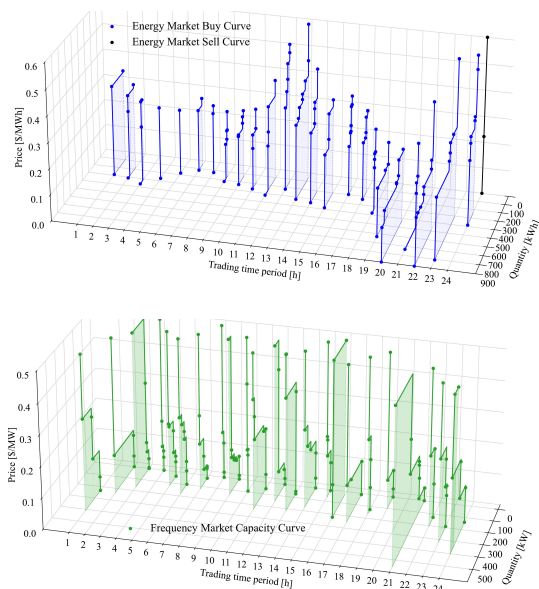 Energy Market Buy Curve
Energy Market Sell Curve
Price [$/MWh]
0.6
0.5
0.4
0.3
0.2
0.1
0.0
1 2 3 4 5 6 7 8 9 10 11 12 13 14 15 16 17 18 19 20 21 22 23 24
Trading time period [h]
0
100
200
300
400
500
600
700
800
900
Quantity [kWh]
Price [$/MW]
0.5
0.4
0.3
0.2
0.1
0.0
Frequency Market Capacity Curve
1 2 3 4 5 6 7 8 9 10 11 12 13 14 15 16 17 18 19 20 21 22 23 24
Trading time period [h]
0
100
200
300
400
500
Quantity [kW]